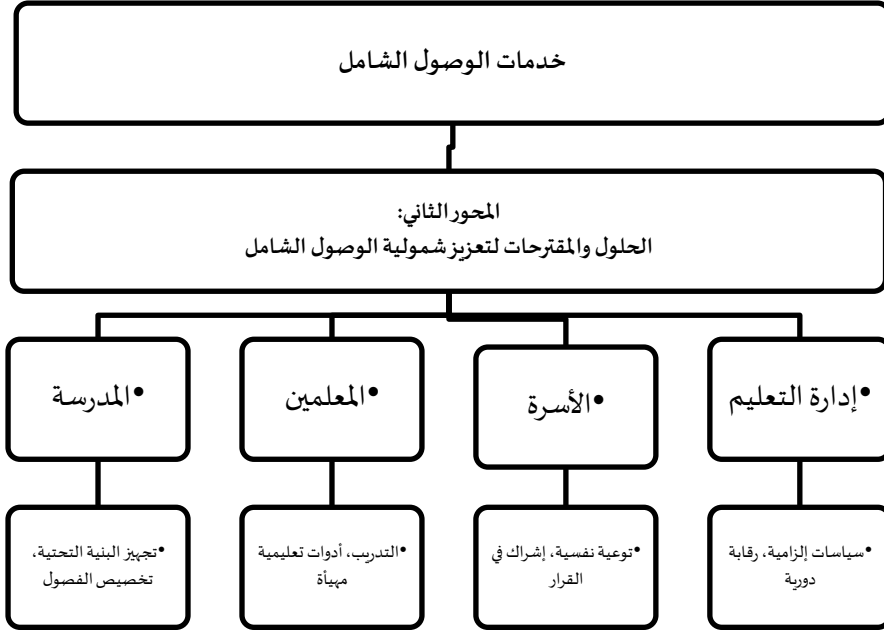 خدمات الوصول الشامل
المحور الثاني:
الحلول والمقترحات لتعزيز شمولية الوصول الشامل
•إدارة التعليم
•الأسرة
•المعلمين
•المدرسة
•سياسات إلزامية، رقابة
دورية
•توعية نفسية، إشراك في
القرار
•التدريب، أدوات تعليمية
مهيأة
•تجهيز البنية التحتية،
تخصيص الفصول